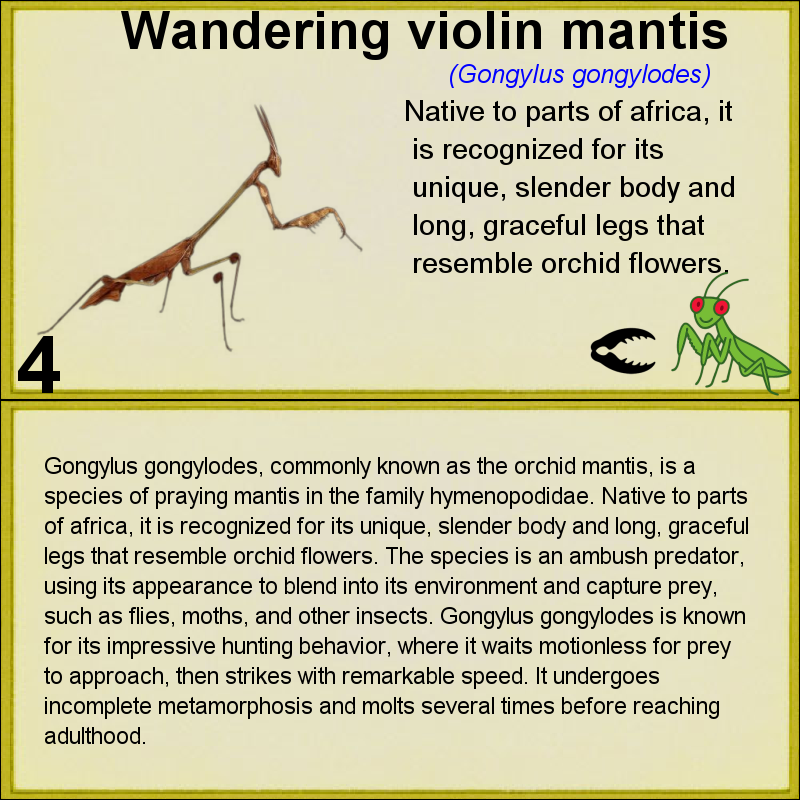 Wandering violin mantis
(Gongylus gongylodes)
Native to parts of africa, it
is recognized for its
unique, slender body and
long, graceful legs that
resemble orchid flowers.
4
Gongylus gongylodes, commonly known as the orchid mantis, is a
species of praying mantis in the family hymenopodidae. Native to parts
of africa, it is recognized for its unique, slender body and long, graceful
legs that resemble orchid flowers. The species is an ambush predator,
using its appearance to blend into its environment and capture prey,
such as flies, moths, and other insects. Gongylus gongylodes is known
for its impressive hunting behavior, where it waits motionless for prey
to approach, then strikes with remarkable speed. It undergoes
incomplete metamorphosis and molts several times before reaching
adulthood.